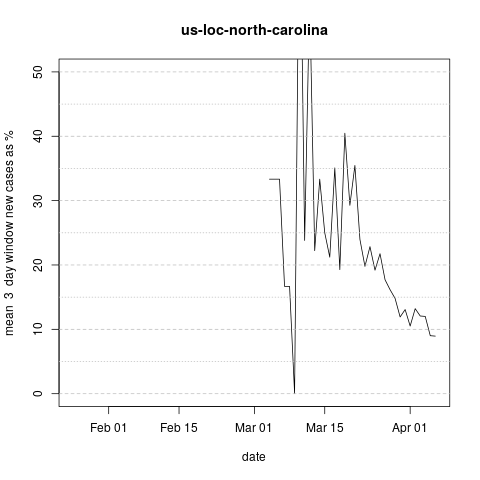 us-loc-north-carolina
mean 3 day window new cases as %
50
40
30
20
10
0
Feb 01 Feb 15 Mar 01 Mar 15 Apr 01
date